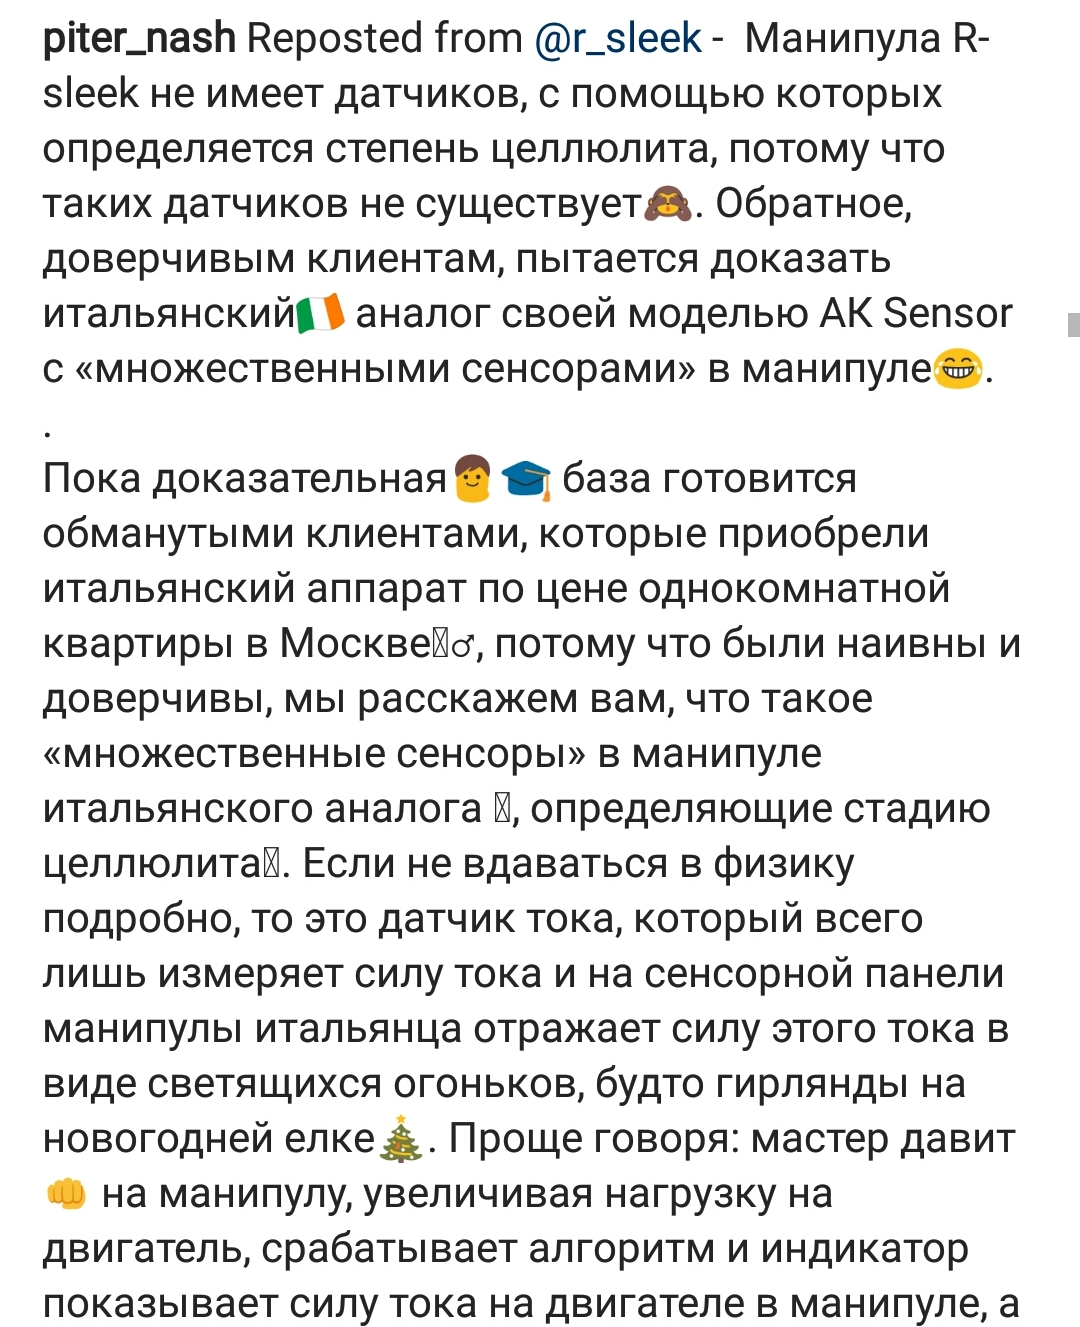 piter_nash Reposted from @r_sleek - Манипула R-
sleek не имеет датчиков, с помощью которых
определяется степень целлюлита, потому что
таких датчиков не существует🙈. Обратное,
доверчивым клиентам, пытается доказать
итальянский🇮🇪 аналог своей моделью АК Sensor
с «множественными сенсорами» в манипуле😂.
.
Пока доказательная👨‍🎓 база готовится
обманутыми клиентами, которые приобрели
итальянский аппарат по цене однокомнатной
квартиры в Москве♂, потому что были наивны и
доверчивы, мы расскажем вам, что такое
«множественные сенсоры» в манипуле
итальянского аналога , определяющие стадию
целлюлита. Если не вдаваться в физику
подробно, то это датчик тока, который всего
лишь измеряет силу тока и на сенсорной панели
манипулы итальянца отражает силу этого тока в
виде светящихся огоньков, будто гирлянды на
новогодней елке🎄. Проще говоря: мастер давит
👊 на манипулу, увеличивая нагрузку на
двигатель, срабатывает алгоритм и индикатор
показывает силу тока на двигателе в манипуле, а